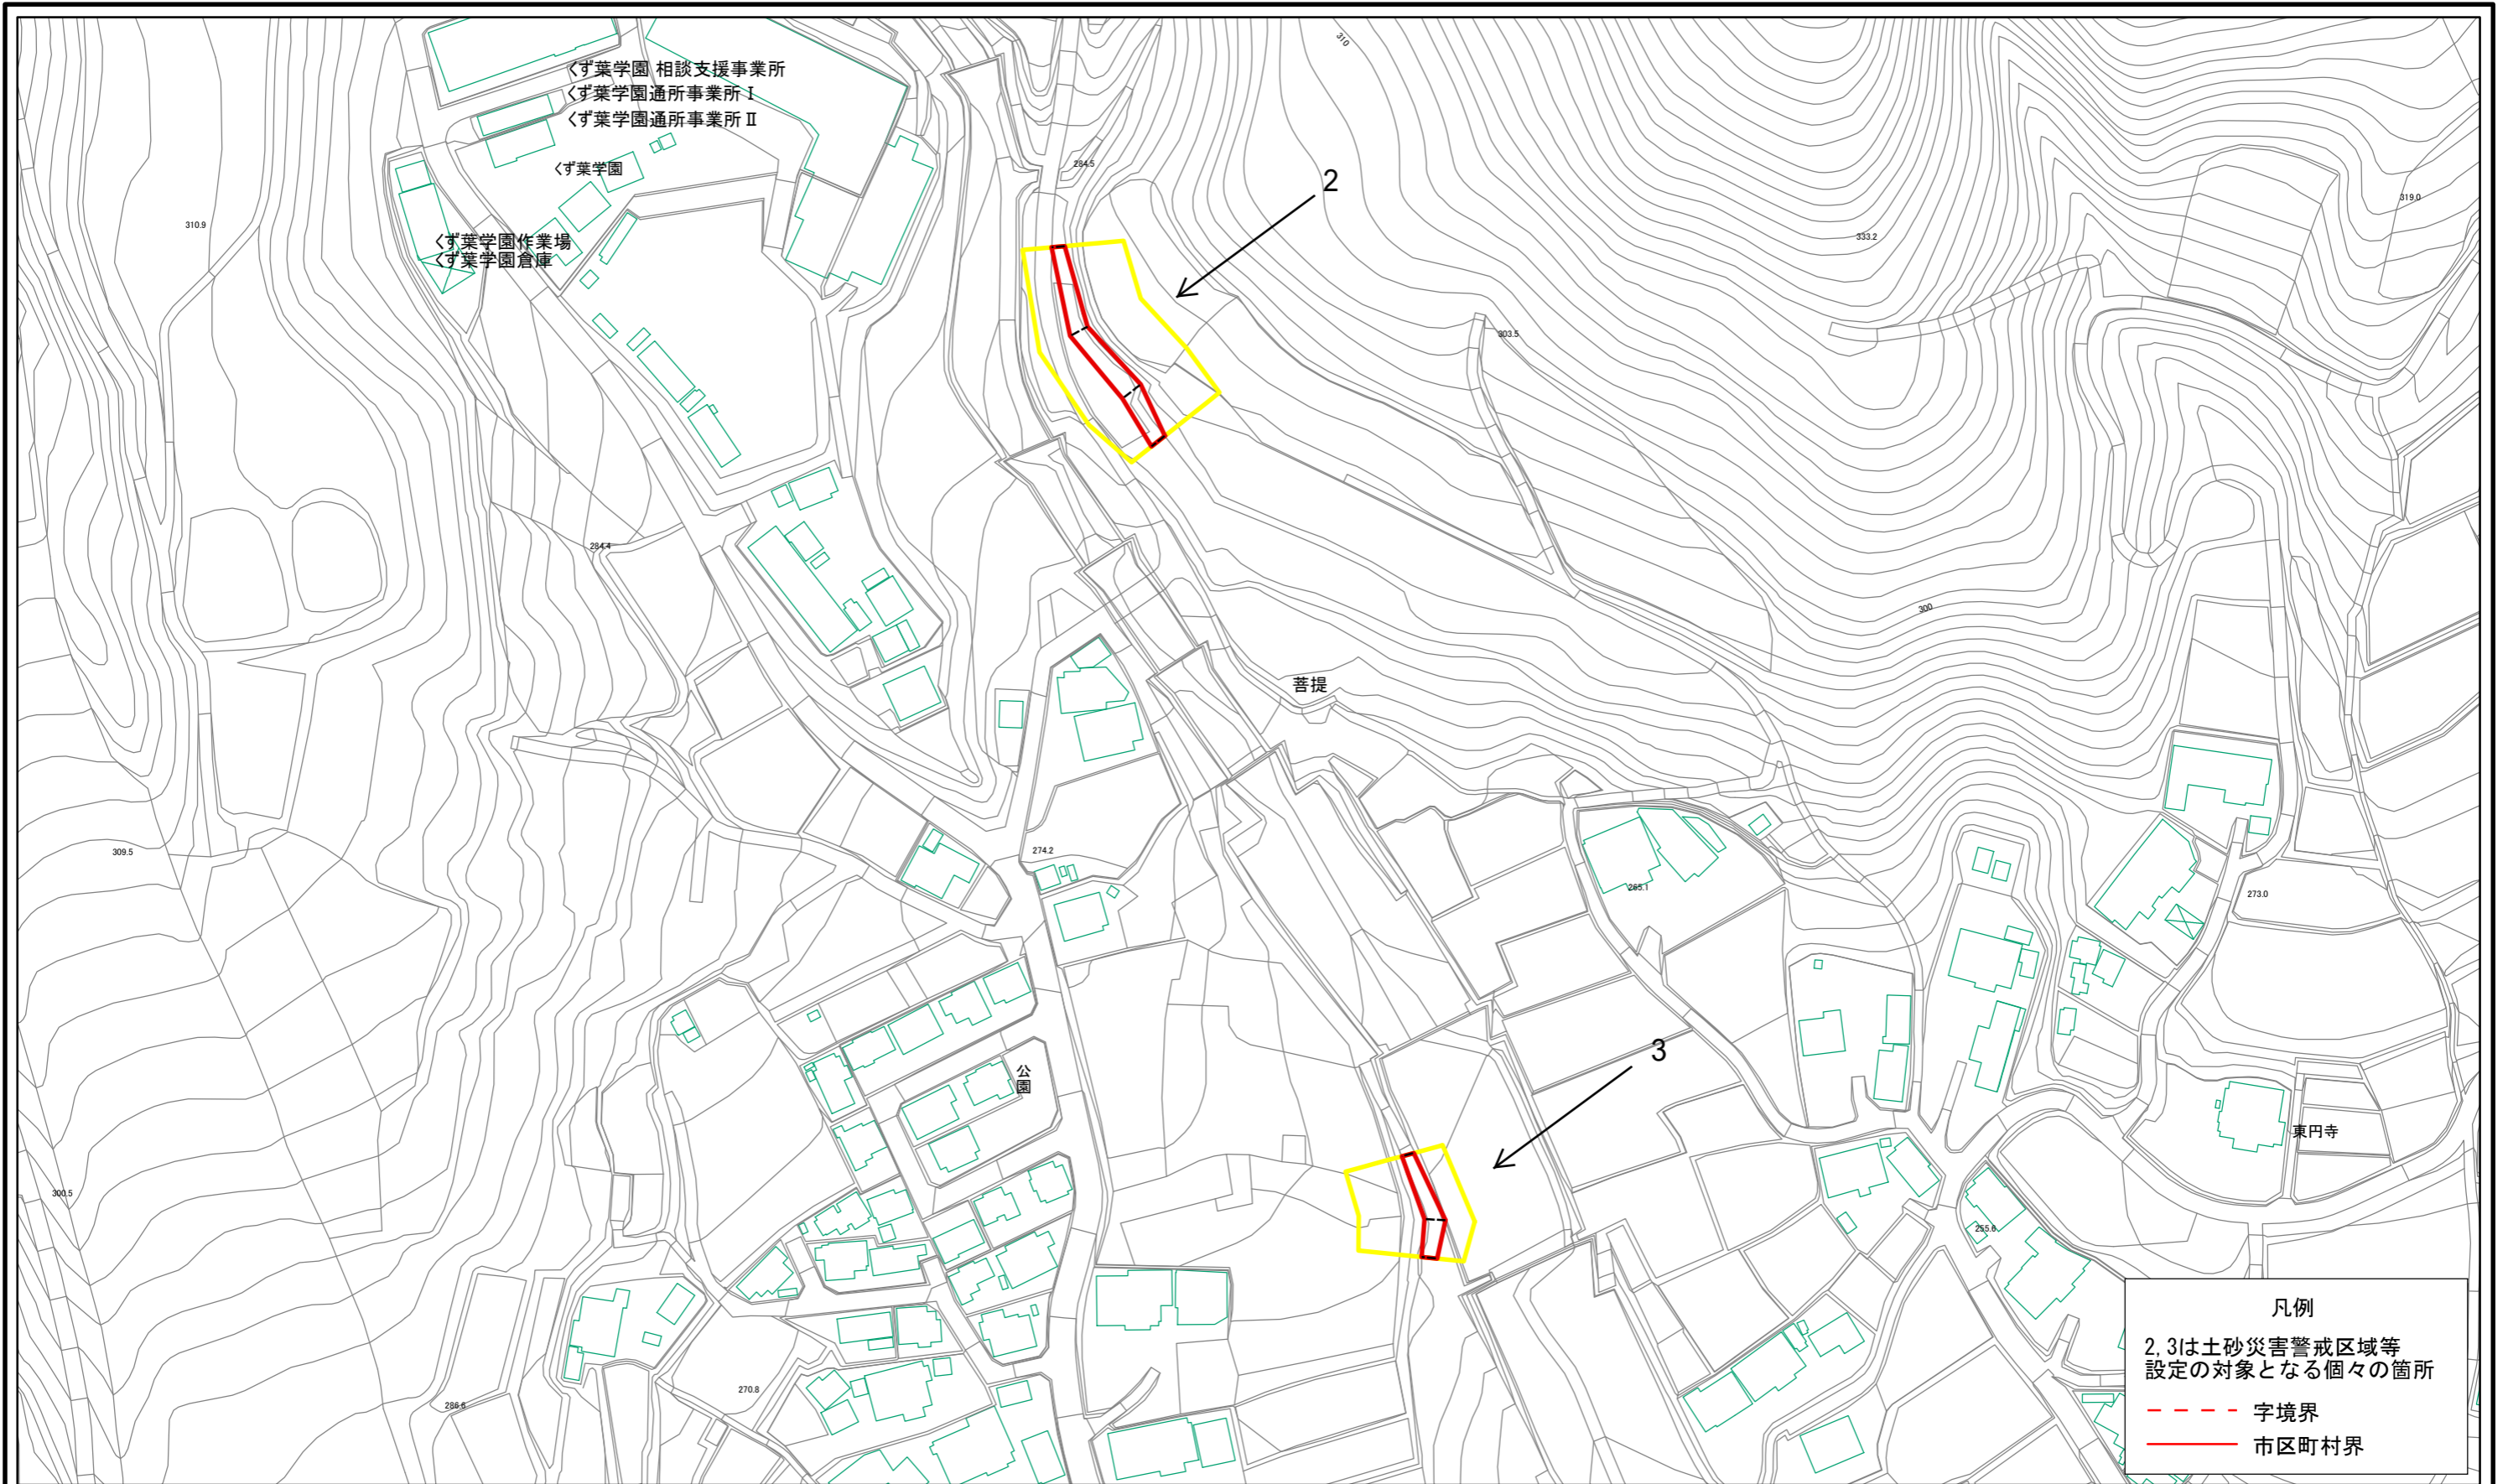 310
くず葉学園 相談支援事業所
くず葉学園通所事業所Ⅰ
くず葉学園通所事業所Ⅱ
くず葉学園
284.5
2
319.0
310.9
333.2
くず葉学園作業場
くず葉学園倉庫
303.5
284.4
300
菩提
309.5
274.2
265.1
273.0
3
公園
東円寺
300.5
255.6
270.8
286.6
凡例
2,3は土砂災害警戒区域等
設定の対象となる個々の箇所
字境界
市区町村界